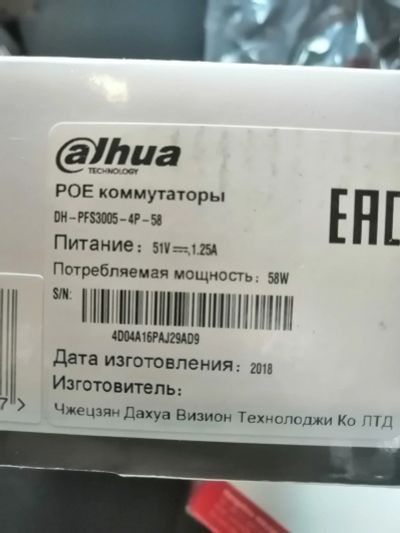 alhua
TECHNOLOGY
POE коммутаторы
DH-PFS3005-4P-58
EAC
Питание: 51V⎓,1.25A
Потребляемая мощность: 58W
S/N:
4D04A16PAJ29AD9
Дата изготовления: 2018
Изготовитель:
7>
Чжецзян Дахуа Визион Технолоджи Ко ЛТД